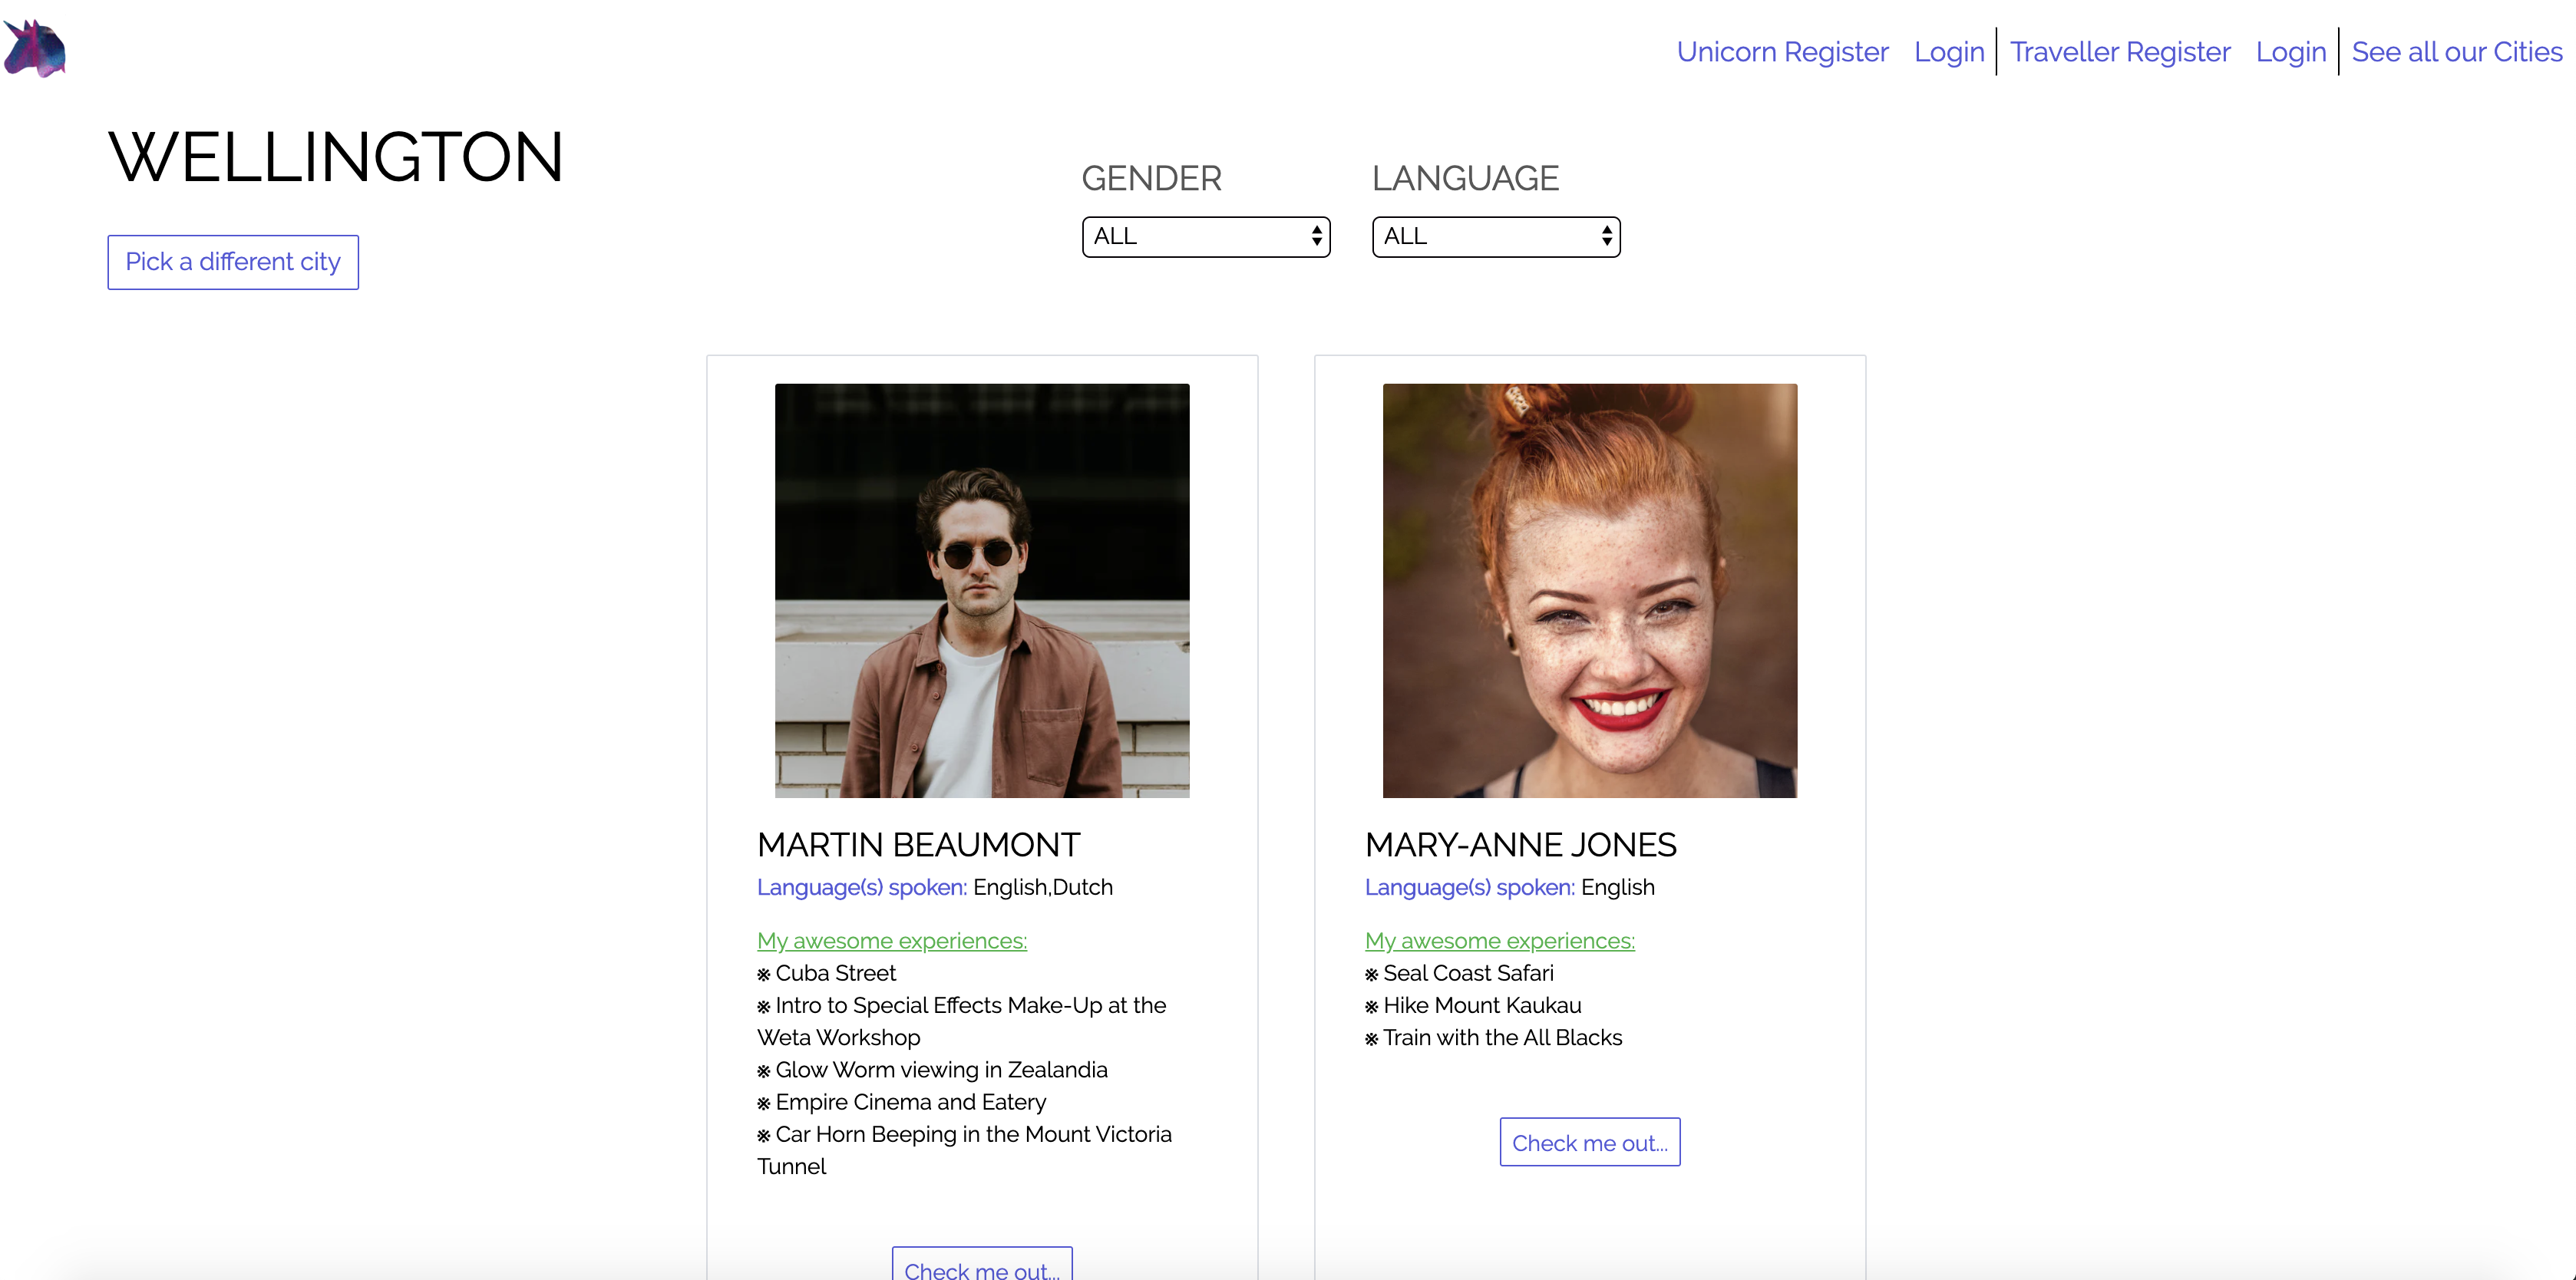 Unicorn Register Login Traveller Register Login See all our Cities
WELLINGTON
Pick a different city
GENDER
ALL
LANGUAGE
ALL
MARTIN BEAUMONT
Language(s) spoken: English,Dutch
My awesome experiences:
※ Cuba Street
※ Intro to Special Effects Make-Up at the
Weta Workshop
※ Glow Worm viewing in Zealandia
※ Empire Cinema and Eatery
※ Car Horn Beeping in the Mount Victoria
Tunnel
Check me out...
MARY-ANNE JONES
Language(s) spoken: English
My awesome experiences:
※ Seal Coast Safari
※ Hike Mount Kaukau
※ Train with the All Blacks
Check me out...